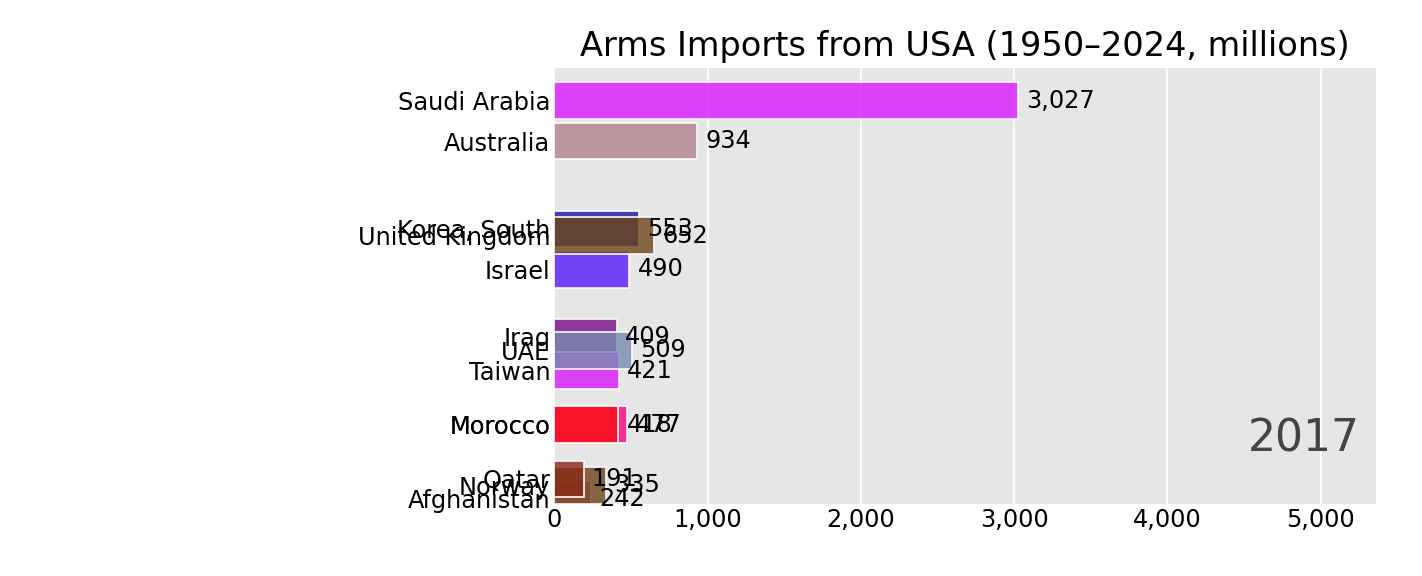 Arms Imports from USA (1950–2024, millions)
Saudi Arabia 3,027
Australia 934
Korea, South 553
United Kingdom 652
Israel 490
Iraq 409
UAE 509
Taiwan 421
Morocco 418 477
Qatar 191
Norway 335
Afghanistan 242
2017
0 1,000 2,000 3,000 4,000 5,000